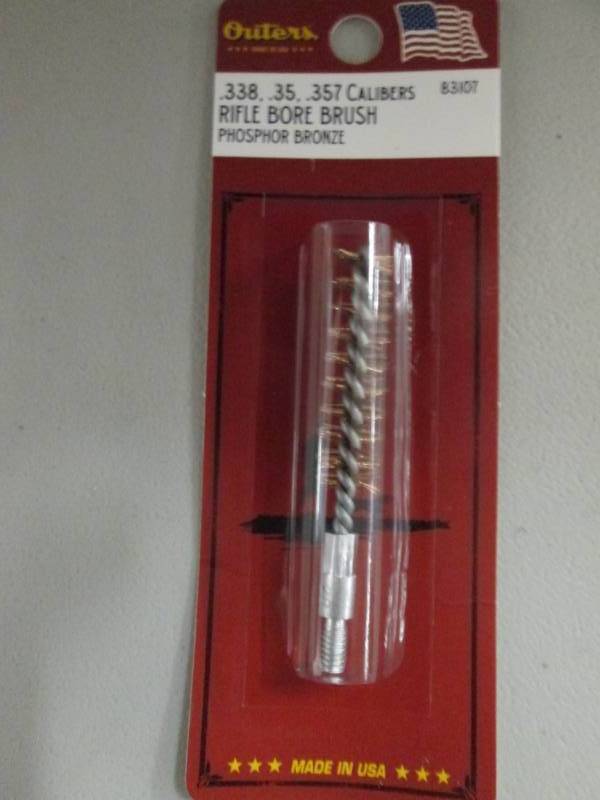 Outers
.338, .35, .357 CALIBERS 83107
RIFLE BORE BRUSH
PHOSPHOR BRONZE
★★★ MADE IN USA ★★★